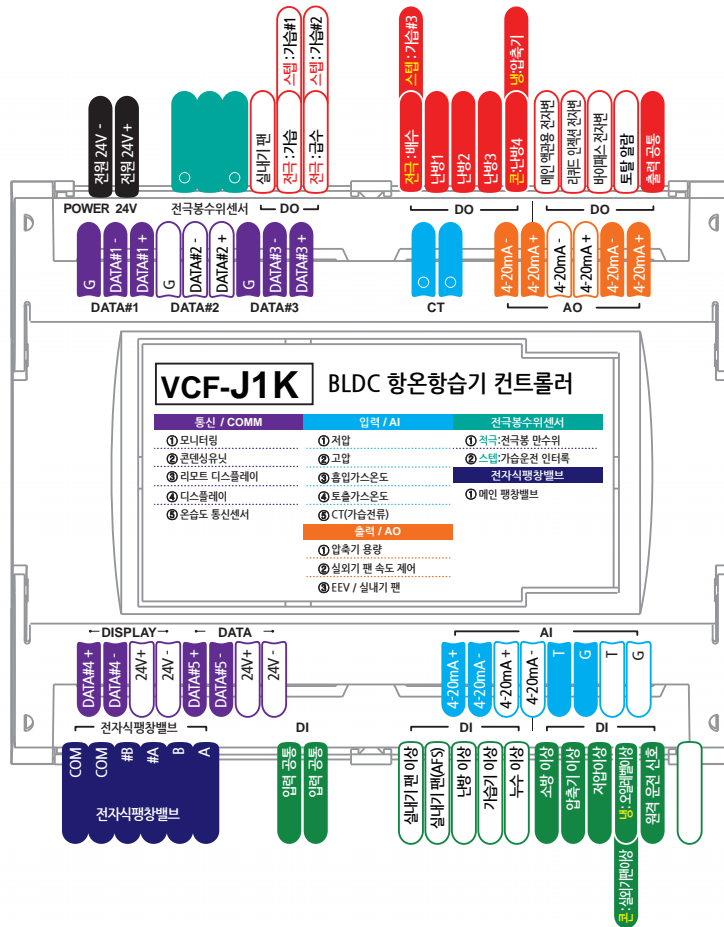 스텝:가습#1
스텝:가습#2
스텝:가습#3
냉:압축기
전원 24V -
전원 24V +
실내기 팬
전극:가습
전극:급수
전극:배수
난방1
난방2
난방3
콘:난방4
메인 액관용 전자변
리퀴드 인젝션 전자변
바이패스 전자변
토탈 알람
출력 공통
POWER 24V
전극봉수위센서
DO
DO
DO
G
DATA#1 -
DATA#1 +
G
DATA#2 -
DATA#2 +
G
DATA#3 -
DATA#3 +
4-20mA -
4-20mA +
4-20mA -
4-20mA +
4-20mA -
4-20mA +
DATA#1
DATA#2
DATA#3
CT
AO
VCF-J1K
BLDC 항온항습기 컨트롤러
통신 / COMM
① 모니터링
② 콘덴싱유닛
③ 리모트 디스플레이
④ 디스플레이
⑤ 온습도 통신센서
입력 / AI
① 저압
② 고압
③ 흡입가스온도
④ 토출가스온도
⑤ CT(가습전류)
출력 / AO
① 압축기 용량
② 실외기 팬 속도 제어
③ EEV / 실내기 팬
전극봉수위센서
① 적극:전극봉 만수위
② 스텝:가습운전 인터록
전자식팽창밸브
① 메인 팽창밸브
DISPLAY
DATA
AI
DATA#4 +
DATA#4 -
24V+
24V -
DATA#5 +
DATA#5 -
24V+
24V -
4-20mA +
4-20mA -
4-20mA +
4-20mA -
T
G
T
G
전자식팽창밸브
DI
DI
DI
COM
COM
#B
#A
B
A
전자식팽창밸브
입력 공통
입력 공통
실내기 팬 이상
실내기 팬(AFS)
난방 이상
가습기 이상
누수 이상
소방 이상
압축기 이상
저압이상
냉:오일레벨이상
원격 운전 신호
콘:실외기팬이상